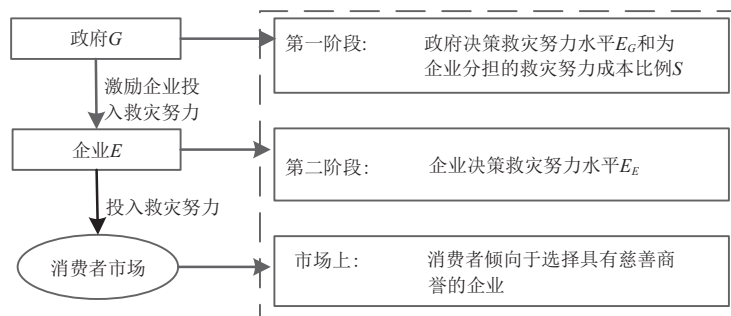 政府G
第一阶段：
政府决策救灾努力水平E_G和为
企业分担的救灾努力成本比例S
激励企业投
入救灾努力
企业E
第二阶段：
企业决策救灾努力水平E_E
投入救灾努力
消费者市场
市场上：
消费者倾向于选择具有慈善商
誉的企业